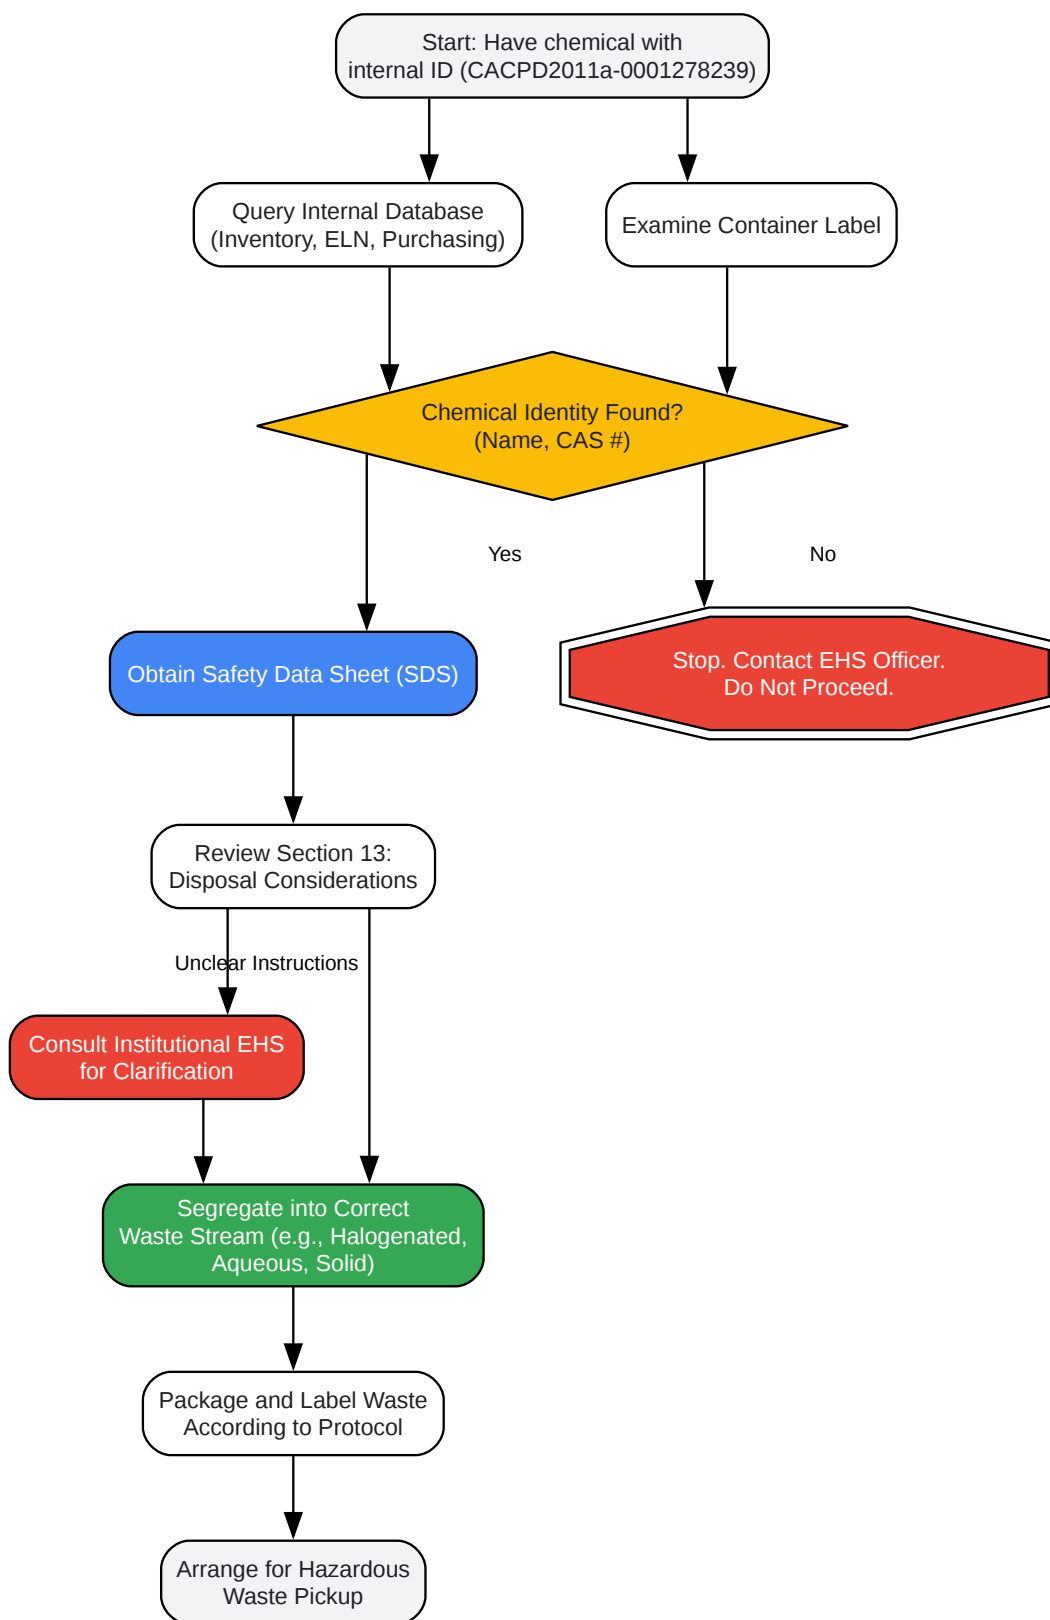 Start: Have chemical with
internal ID (CACPD2011a-0001278239)
Query Internal Database
(Inventory, ELN, Purchasing)
Examine Container Label
Chemical Identity Found?
(Name, CAS #)
Yes
No
Obtain Safety Data Sheet (SDS)
Stop. Contact EHS Officer.
Do Not Proceed.
Review Section 13:
Disposal Considerations
Unclear Instructions
Consult Institutional EHS
for Clarification
Segregate into Correct
Waste Stream (e.g., Halogenated,
Aqueous, Solid)
Package and Label Waste
According to Protocol
Arrange for Hazardous
Waste Pickup